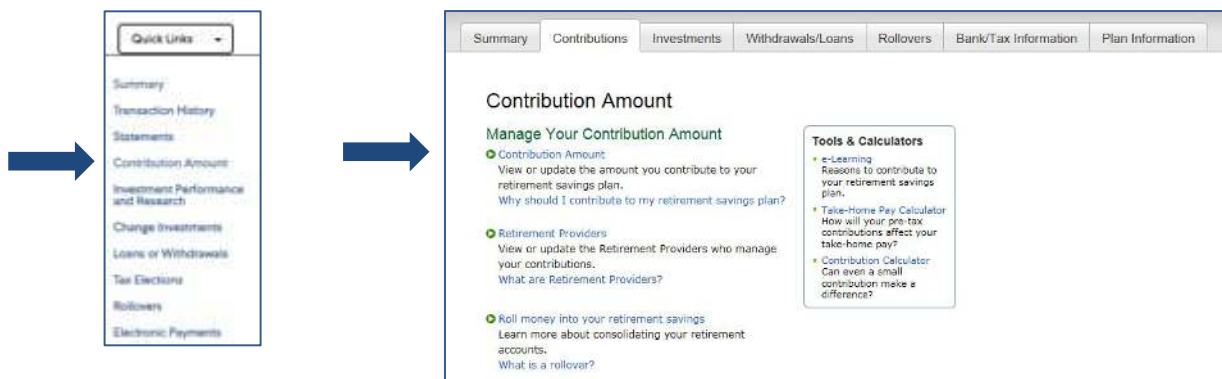 Quick Links
Summary
Transaction History
Statements
Contribution Amount
Investment Performance
and Research
Change Investments
Loans or Withdrawals
Tax Elections
Rollovers
Electronic Payments
Summary Contributions Investments Withdrawals/Loans Rollovers Bank/Tax Information Plan Information
Contribution Amount
Manage Your Contribution Amount
Contribution Amount
View or update the amount you contribute to your
retirement savings plan.
Why should I contribute to my retirement savings plan?
Retirement Providers
View or update the Retirement Providers who manage
your contributions.
What are Retirement Providers?
Roll money into your retirement savings
Learn more about consolidating your retirement
accounts.
What is a rollover?
Tools & Calculators
e-Learning
Reasons to contribute to
your retirement savings
plan.
Take-Home Pay Calculator
How will your pre-tax
contributions affect your
take-home pay?
Contribution Calculator
Can even a small
contribution make a
difference?